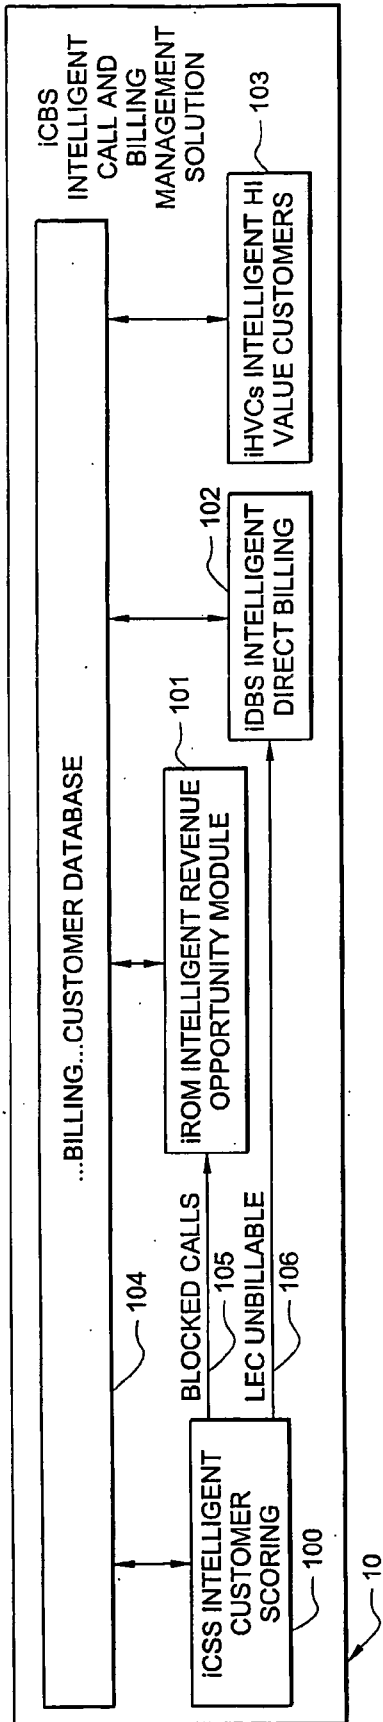 iCBS
INTELLIGENT
CALL AND
BILLING
MANAGEMENT
SOLUTION
...BILLING...CUSTOMER DATABASE
104
iCSS INTELLIGENT
CUSTOMER
SCORING
100
BLOCKED CALLS
105
LEC UNBILLABLE
106
iROM INTELLIGENT REVENUE
OPPORTUNITY MODULE
101
iDBS INTELLIGENT
DIRECT BILLING
102
iHVCs INTELLIGENT HI
VALUE CUSTOMERS
103
10